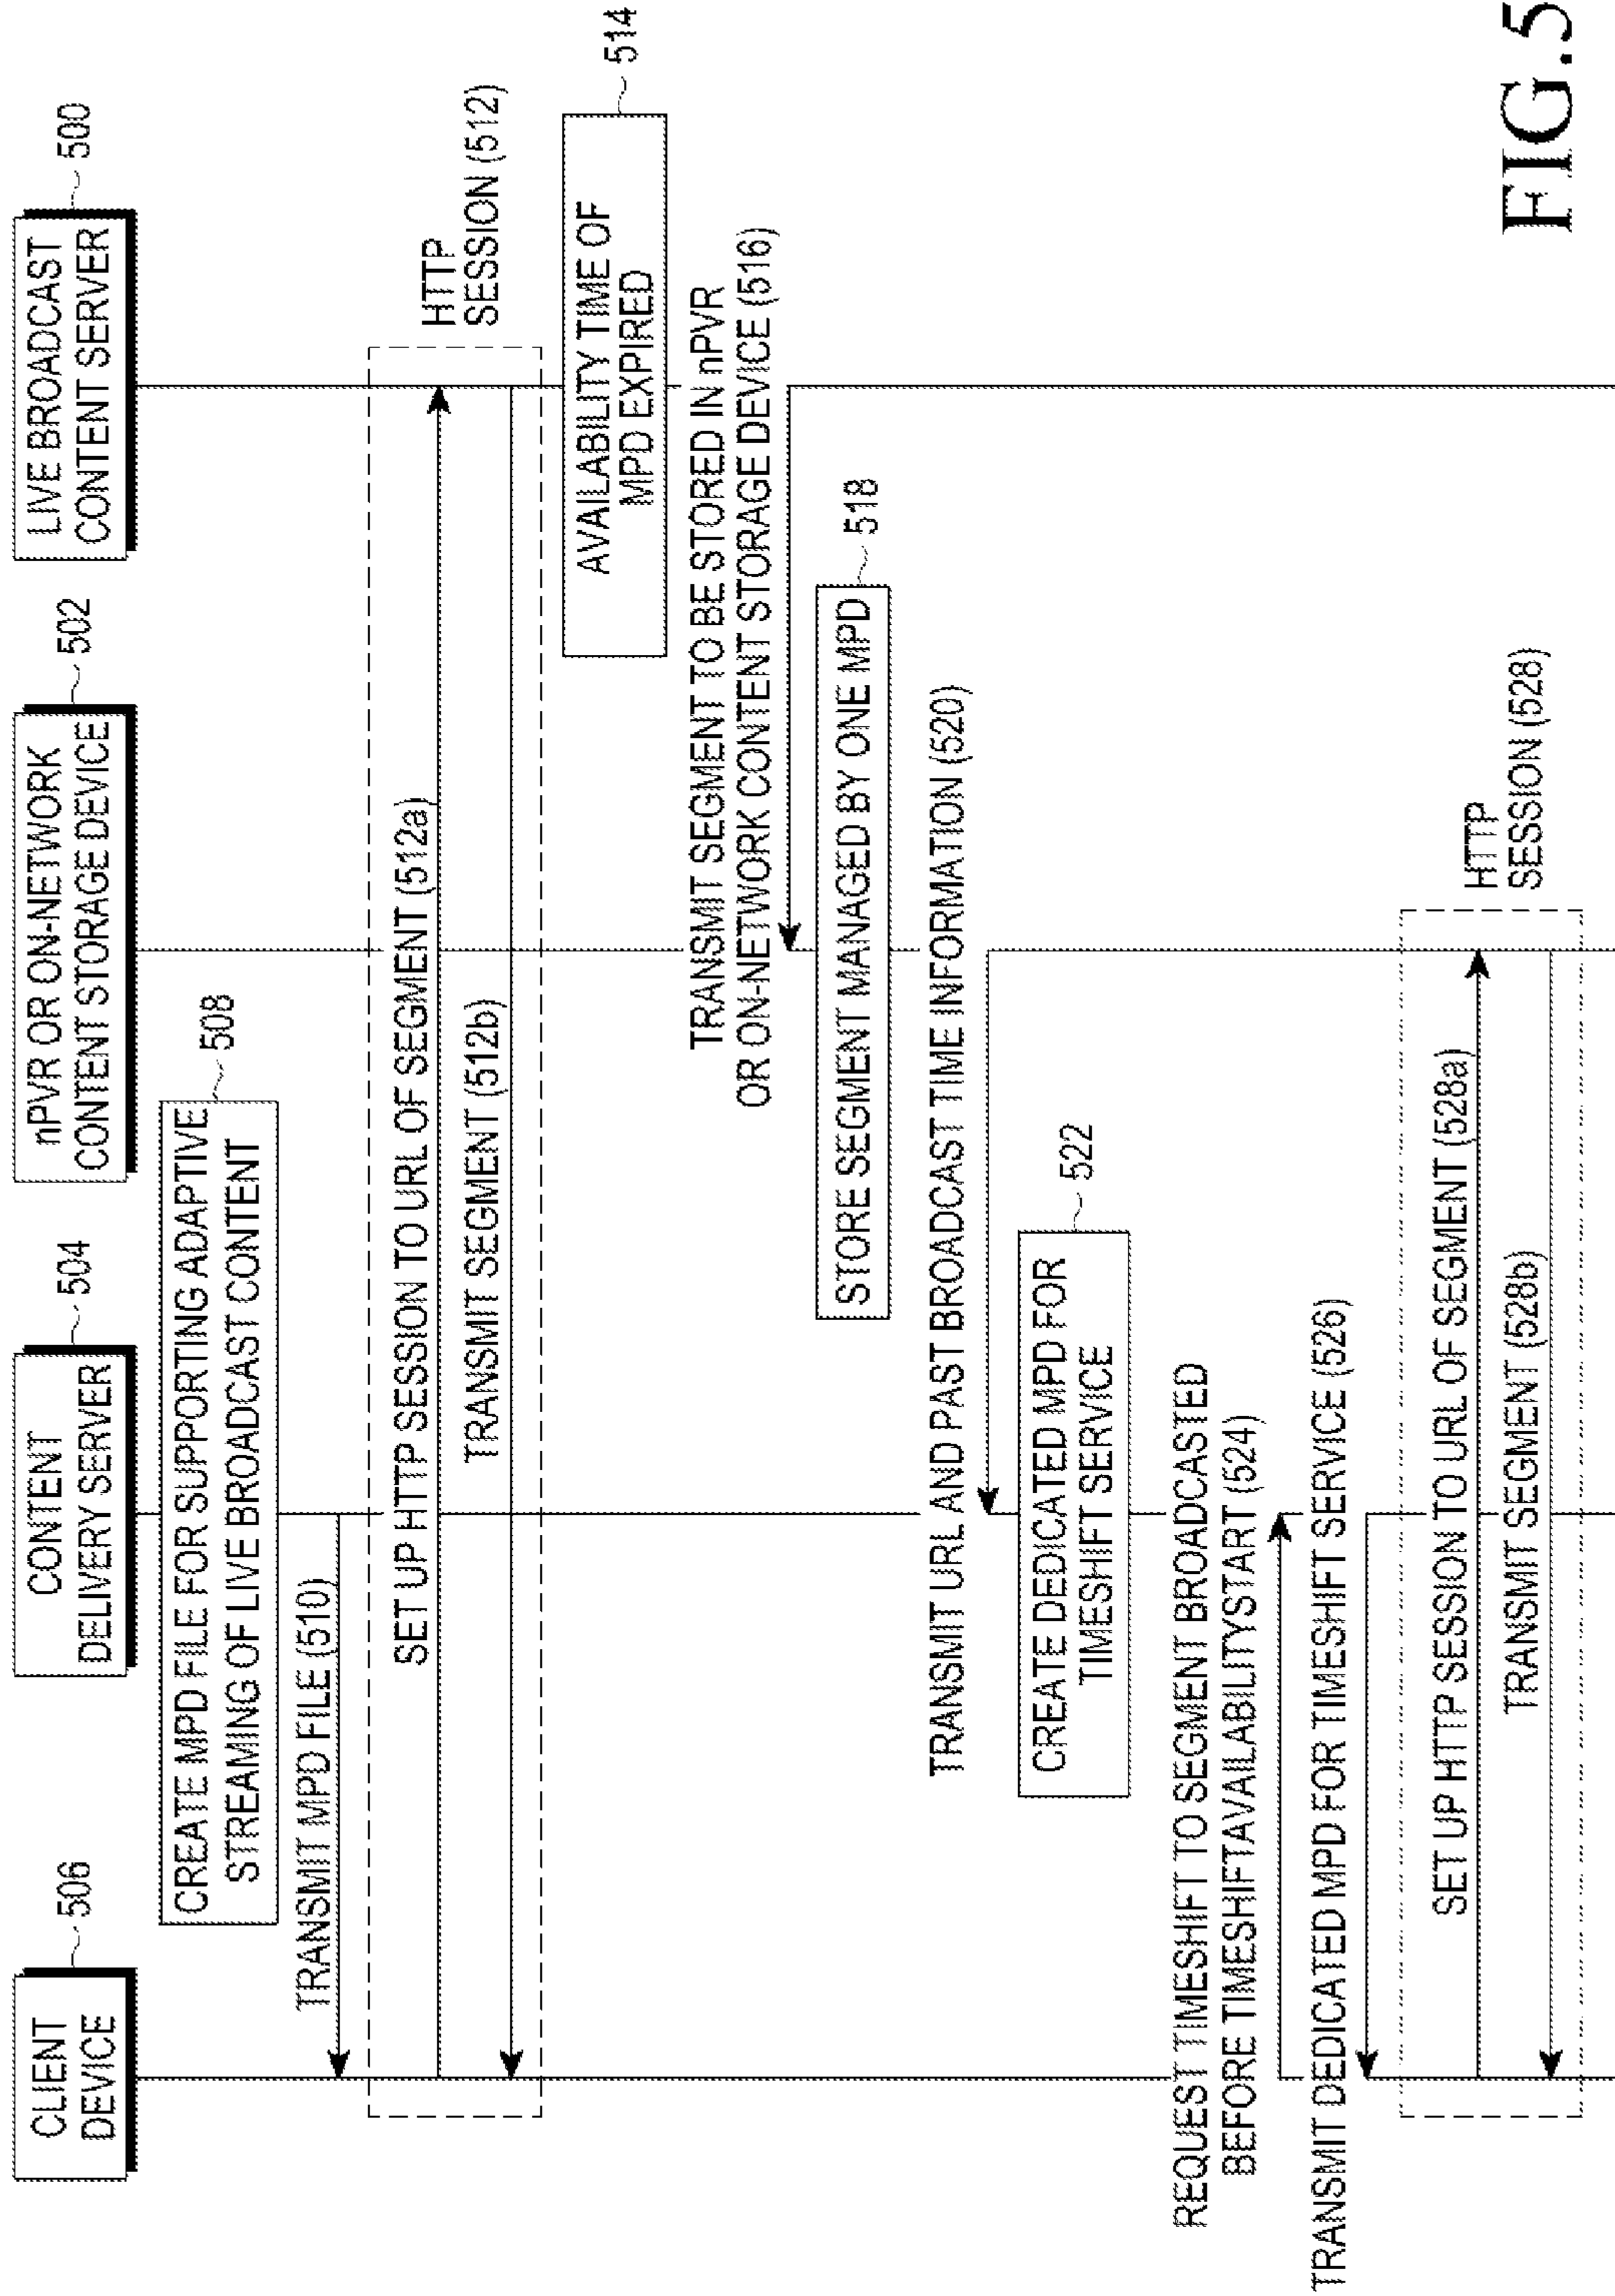 CLIENT
DEVICE
506
CONTENT
DELIVERY SERVER
504
nPVR OR ON-NETWORK
CONTENT STORAGE DEVICE
502
LIVE BROADCAST
CONTENT SERVER
500
CREATE MPD FILE FOR SUPPORTING ADAPTIVE
STREAMING OF LIVE BROADCAST CONTENT
508
TRANSMIT MPD FILE (510)
SET UP HTTP SESSION TO URL OF SEGMENT (512a)
TRANSMIT SEGMENT (512b)
HTTP
SESSION (512)
AVAILABILITY TIME OF
MPD EXPIRED
514
TRANSMIT SEGMENT TO BE STORED IN nPVR
OR ON-NETWORK CONTENT STORAGE DEVICE (516)
STORE SEGMENT MANAGED BY ONE MPD
518
TRANSMIT URL AND PAST BROADCAST TIME INFORMATION (520)
CREATE DEDICATED MPD FOR
TIMESHIFT SERVICE
522
REQUEST TIMESHIFT TO SEGMENT BROADCASTED
BEFORE TIMESHIFTAVAILABILITYSTART (524)
TRANSMIT DEDICATED MPD FOR TIMESHIFT SERVICE (526)
SET UP HTTP SESSION TO URL OF SEGMENT (528a)
TRANSMIT SEGMENT (528b)
HTTP
SESSION (528)
FIG.5